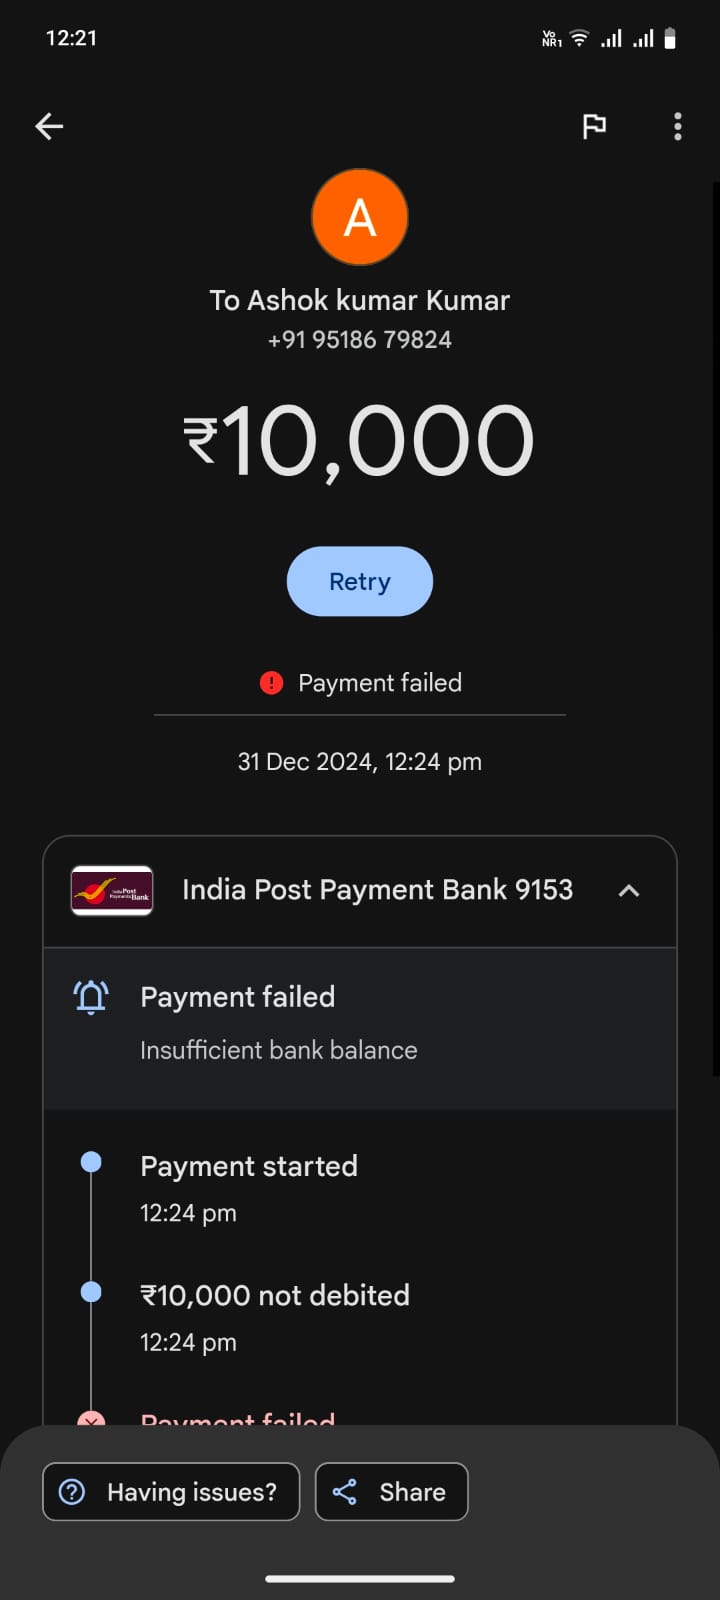 12:21
Vo
NR1
A
To Ashok kumar Kumar
+91 95186 79824
₹10,000
Retry
Payment failed
31 Dec 2024, 12:24 pm
India Post
Payments Bank
India Post Payment Bank 9153
Payment failed
Insufficient bank balance
Payment started
12:24 pm
₹10,000 not debited
12:24 pm
Payment failed
Having issues?
Share